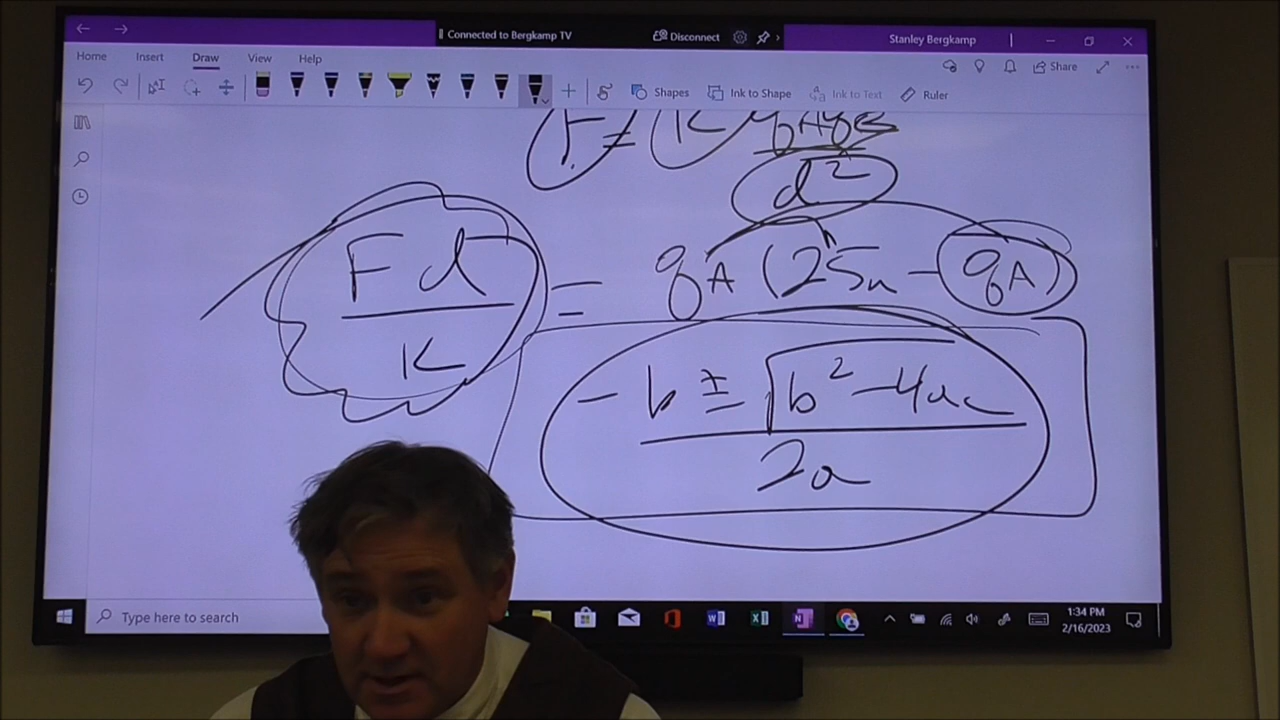 Connected to Bergkamp TV Disconnect Stanley Bergkamp
Home Insert Draw View Help Share
Shapes Ink to Shape Ink to Text Ruler
F = K qAqB
d²
Fd = qA (25u - qA)
K
-b ± √b² -4ac
2a
Type here to search 1:34 PM
2/16/2023